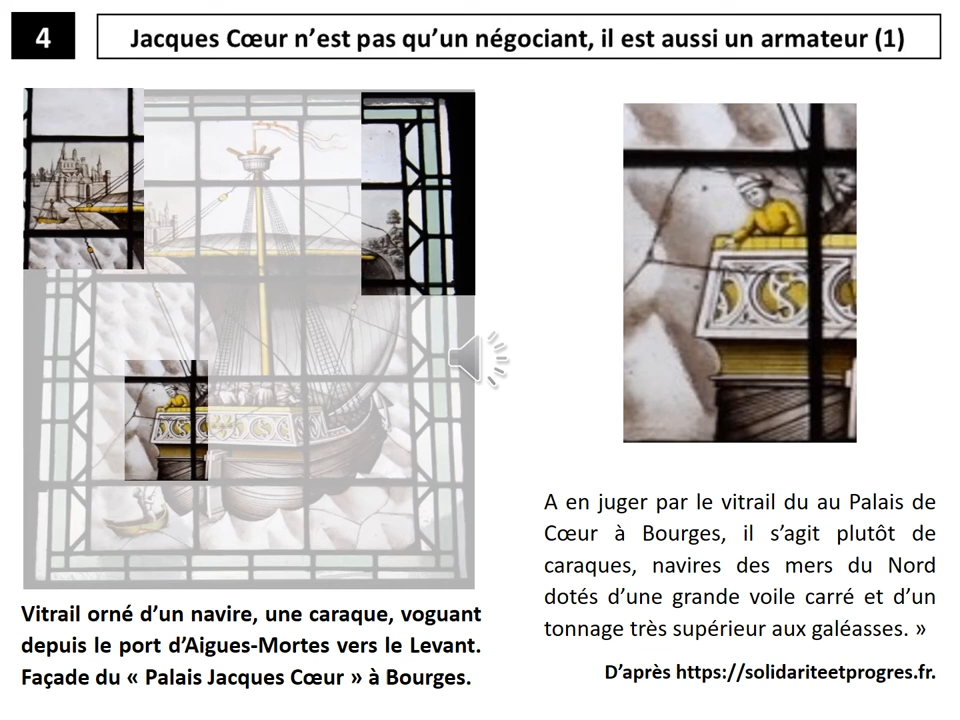 4
Jacques Cœur n’est pas qu’un négociant, il est aussi un armateur (1)
Vitrail orné d’un navire, une caraque, voguant
depuis le port d’Aigues-Mortes vers le Levant.
Façade du « Palais Jacques Cœur » à Bourges.
A en juger par le vitrail du au Palais de
Cœur à Bourges, il s’agit plutôt de
caraques, navires des mers du Nord
dotés d’une grande voile carré et d’un
tonnage très supérieur aux galéasses. »
D’après https://solidariteetprogres.fr.